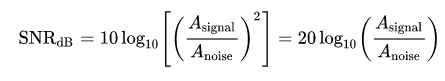 SNR_dB = 10 log_10 [ ( A_signal / A_noise )^2 ] = 20 log_10 ( A_signal / A_noise )